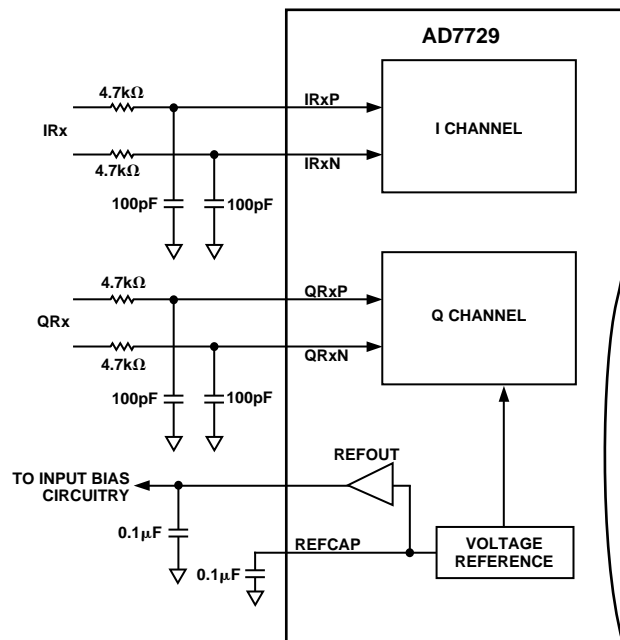 AD7729
4.7kΩ
IRxP
IRx
I CHANNEL
4.7kΩ
IRxN
100pF
100pF
4.7kΩ
QRxP
QRx
Q CHANNEL
4.7kΩ
QRxN
100pF
100pF
REFOUT
TO INPUT BIAS
CIRCUITRY
0.1μF
REFCAP
VOLTAGE
REFERENCE
0.1μF